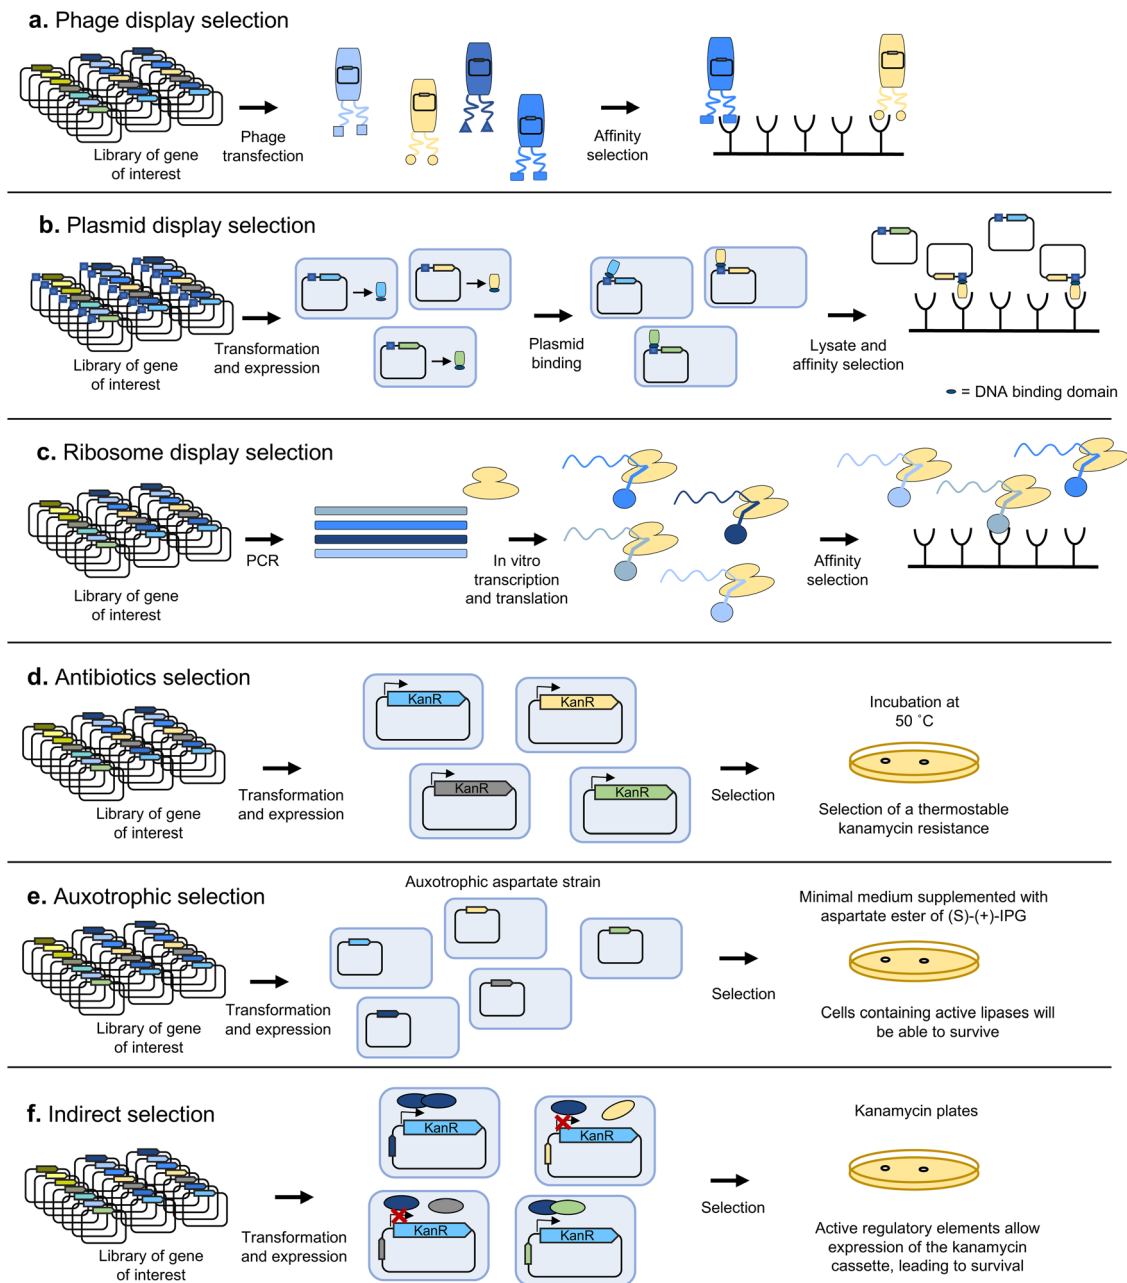 a. Phage display selection
Library of gene
of interest
Phage
transfection
Affinity
selection
b. Plasmid display selection
Library of gene
of interest
Transformation
and expression
Plasmid
binding
Lysate and
affinity selection
= DNA binding domain
c. Ribosome display selection
Library of gene
of interest
PCR
In vitro
transcription
and translation
Affinity
selection
d. Antibiotics selection
Library of gene
of interest
Transformation
and expression
KanR
KanR
KanR
KanR
Selection
Incubation at
50 ˚C
Selection of a thermostable
kanamycin resistance
e. Auxotrophic selection
Library of gene
of interest
Transformation
and expression
Auxotrophic aspartate strain
Selection
Minimal medium supplemented with
aspartate ester of (S)-(+)-IPG
Cells containing active lipases will
be able to survive
f. Indirect selection
Library of gene
of interest
Transformation
and expression
KanR
KanR
KanR
KanR
Selection
Kanamycin plates
Active regulatory elements allow
expression of the kanamycin
cassette, leading to survival